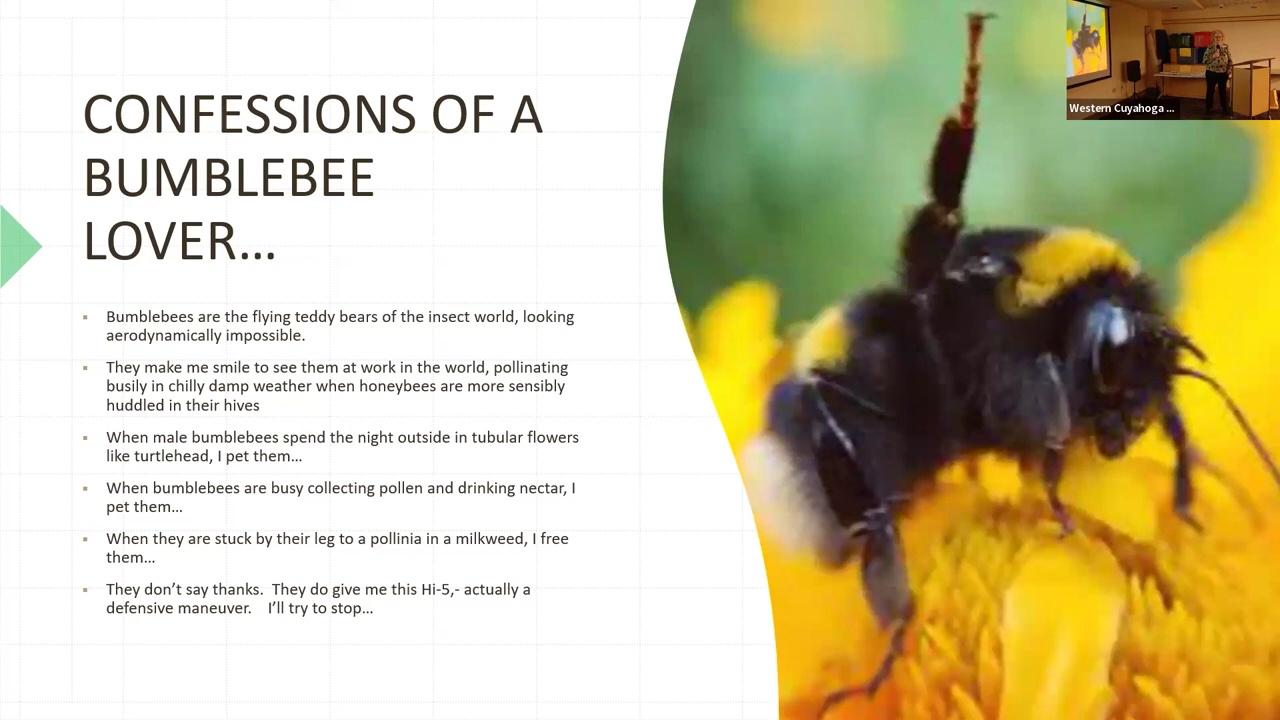 CONFESSIONS OF A
BUMBLEBEE
LOVER...
Bumblebees are the flying teddy bears of the insect world, looking
aerodynamically impossible.
They make me smile to see them at work in the world, pollinating
busily in chilly damp weather when honeybees are more sensibly
huddled in their hives
When male bumblebees spend the night outside in tubular flowers
like turtlehead, I pet them...
When bumblebees are busy collecting pollen and drinking nectar, I
pet them...
When they are stuck by their leg to a pollinia in a milkweed, I free
them...
They don’t say thanks.  They do give me this Hi-5,- actually a
defensive maneuver.    I’ll try to stop...
Western Cuyahoga ...